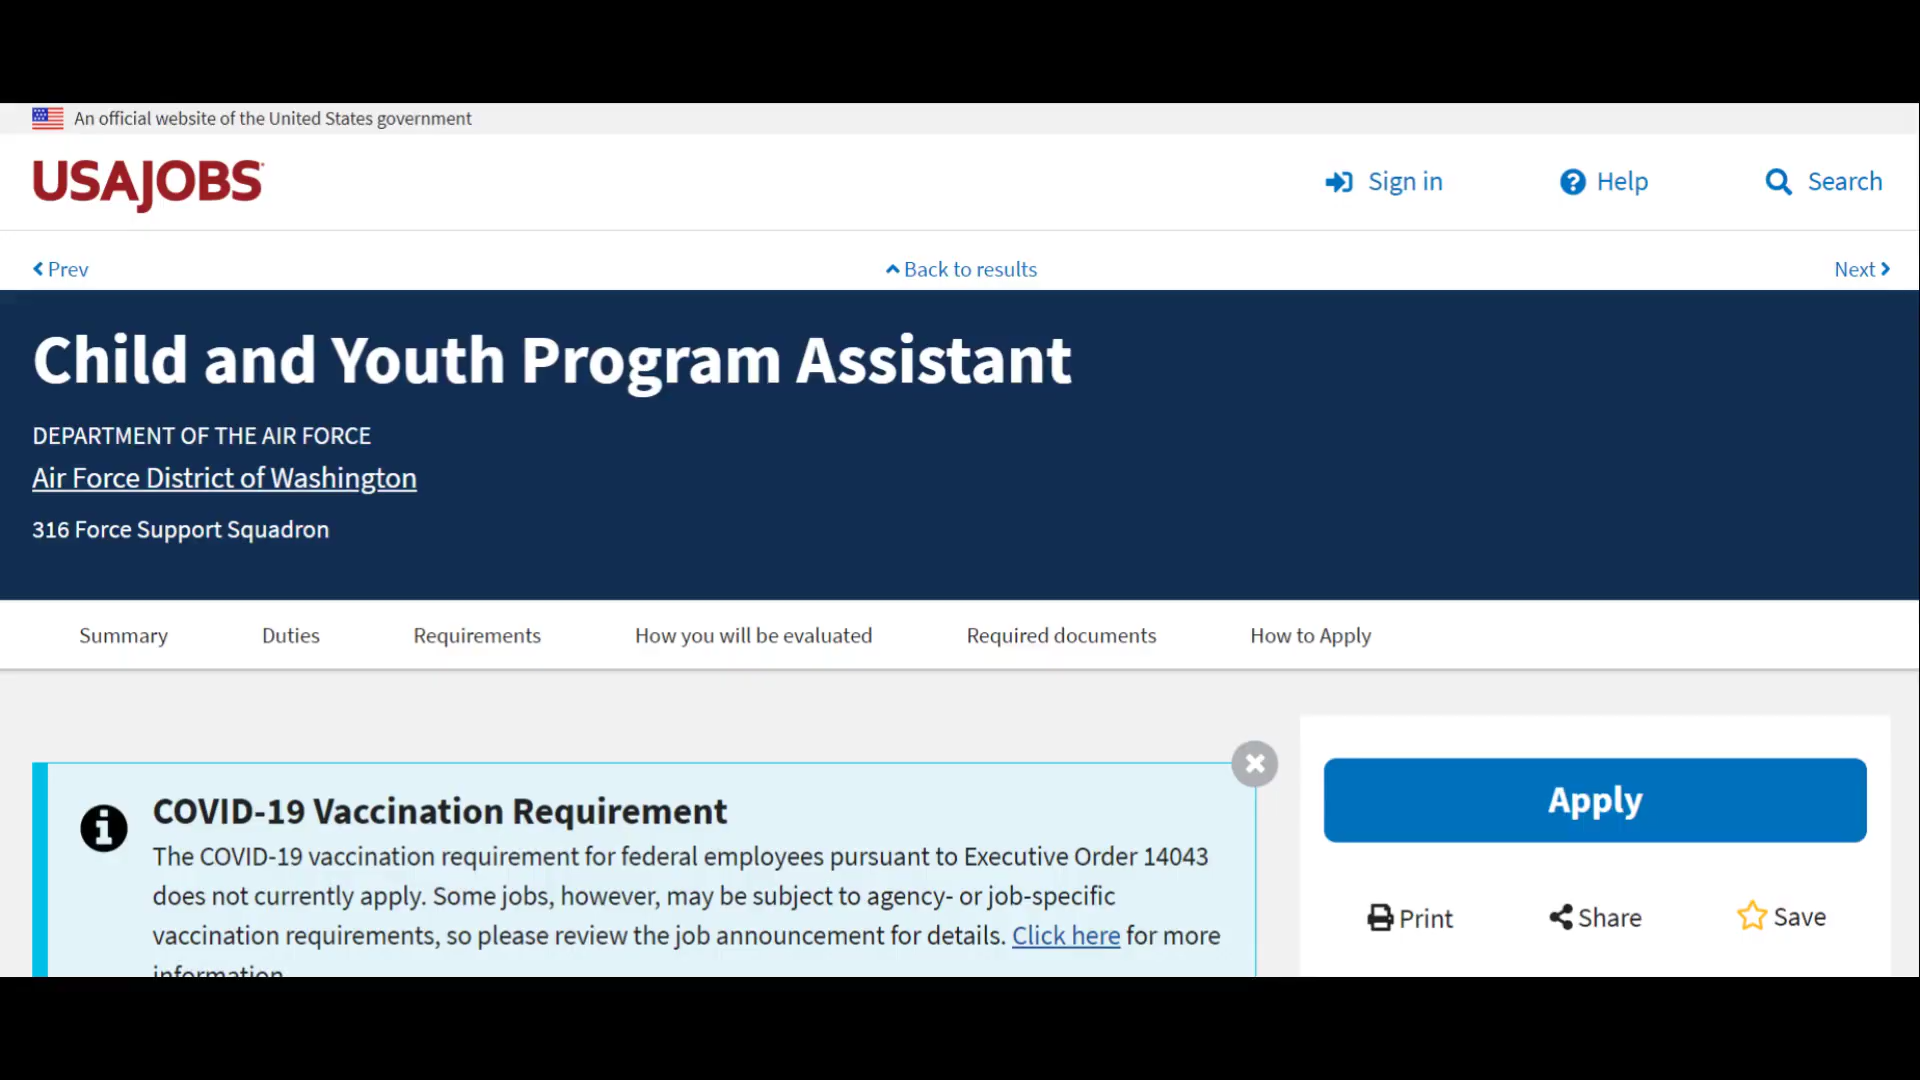 An official website of the United States government
USAJOBS
Sign in
Help
Search
Prev
Back to results
Next
Child and Youth Program Assistant
DEPARTMENT OF THE AIR FORCE
Air Force District of Washington
316 Force Support Squadron
Summary
Duties
Requirements
How you will be evaluated
Required documents
How to Apply
COVID-19 Vaccination Requirement
The COVID-19 vaccination requirement for federal employees pursuant to Executive Order 14043
does not currently apply. Some jobs, however, may be subject to agency- or job-specific
vaccination requirements, so please review the job announcement for details. Click here for more
information.
Apply
Print
Share
Save